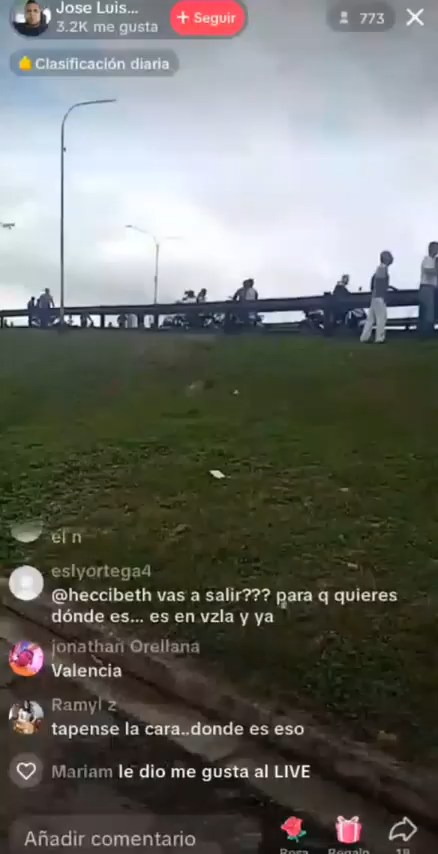 Jose Luis...
3.2K me gusta
+ Seguir
773
Clasificación diaria
el n
eslyortega4
@heccibeth vas a salir??? para q quieres
dónde es... es en vzla y ya
jonathan Orellana
Valencia
Ramyl z
tapense la cara..donde es eso
Mariam le dio me gusta al LIVE
Añadir comentario
Rosa
Regalo
18